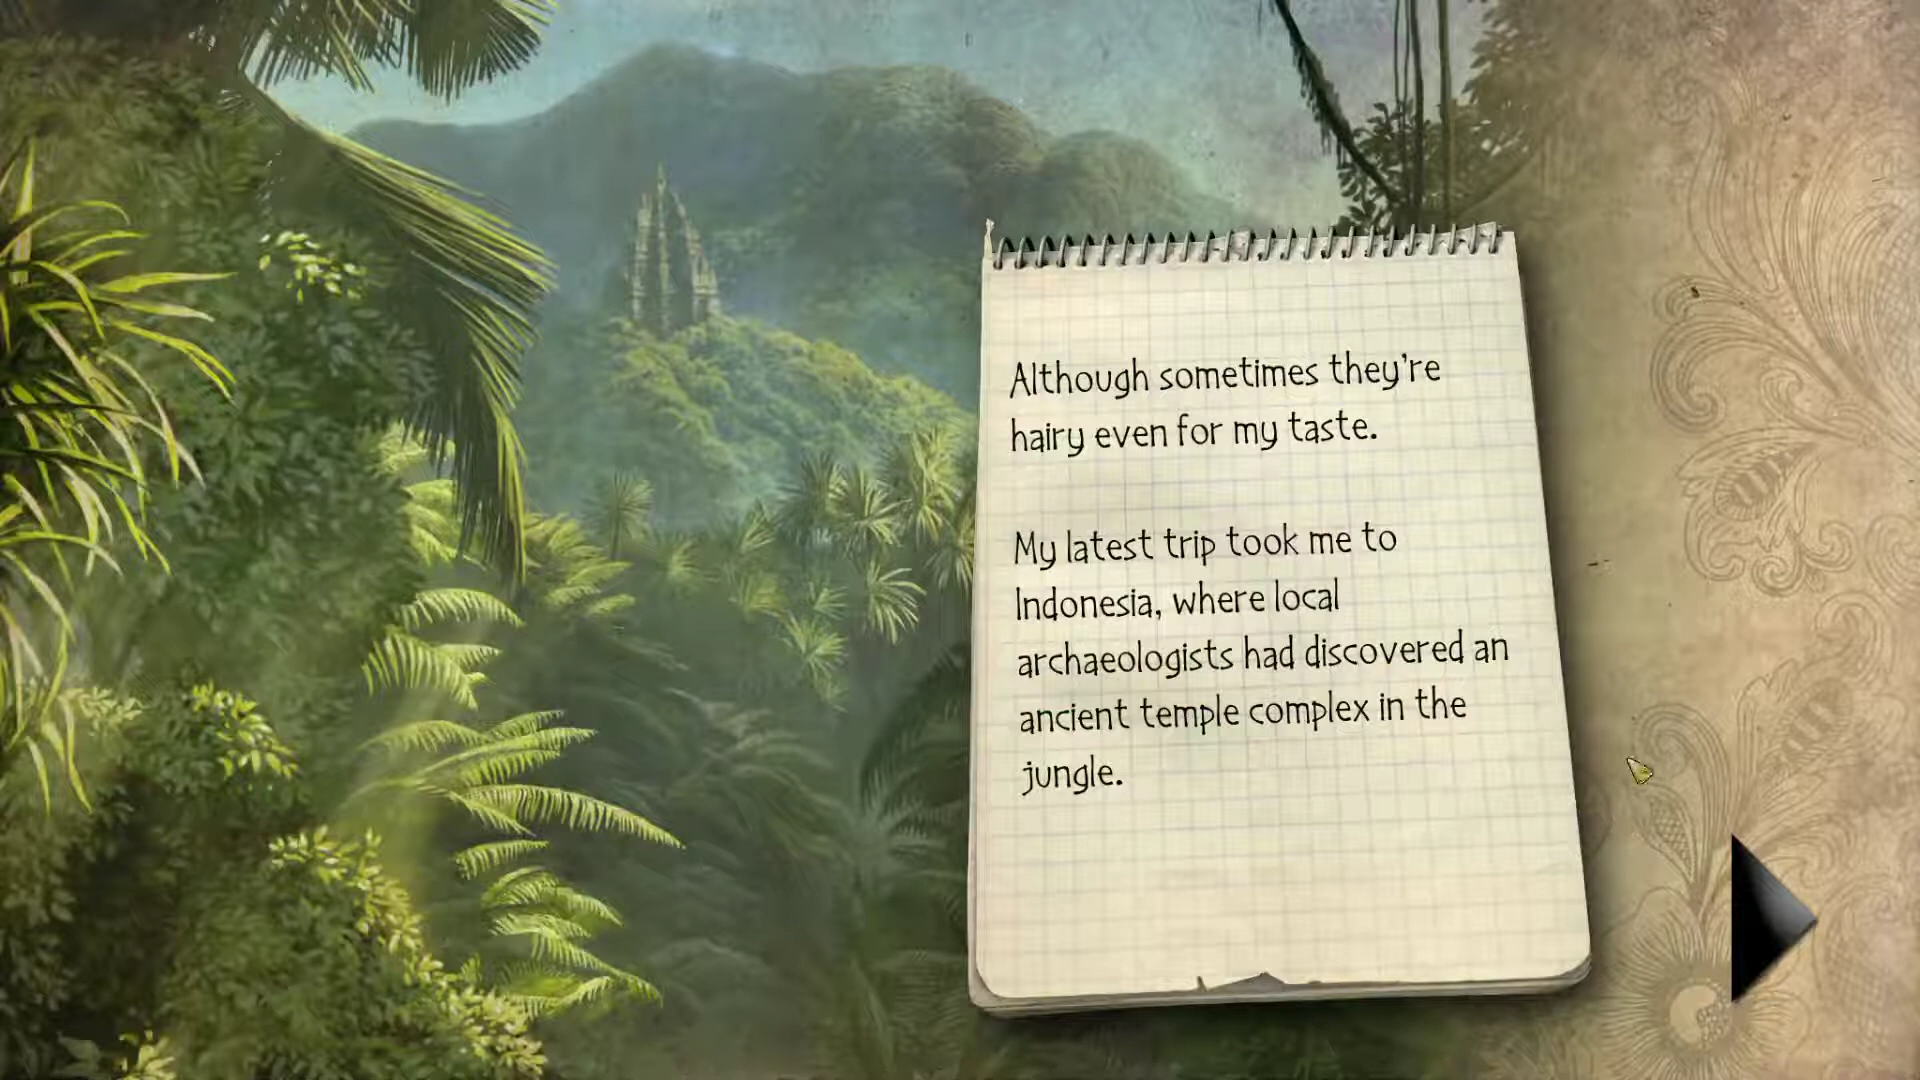 Although sometimes they're
hairy even for my taste.
My latest trip took me to
Indonesia, where local
archaeologists had discovered an
ancient temple complex in the
jungle.